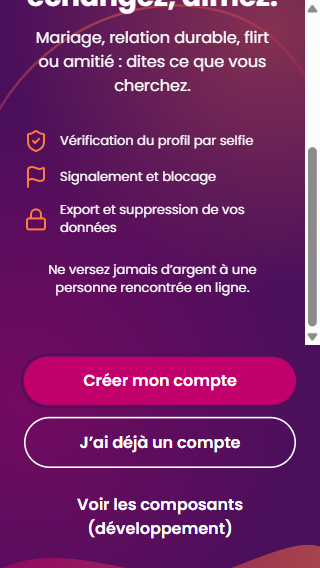 échangez, aimez.
Mariage, relation durable, flirt
ou amitié : dites ce que vous
cherchez.
Vérification du profil par selfie
Signalement et blocage
Export et suppression de vos
données
Ne versez jamais d’argent à une
personne rencontrée en ligne.
Créer mon compte
J’ai déjà un compte
Voir les composants
(développement)